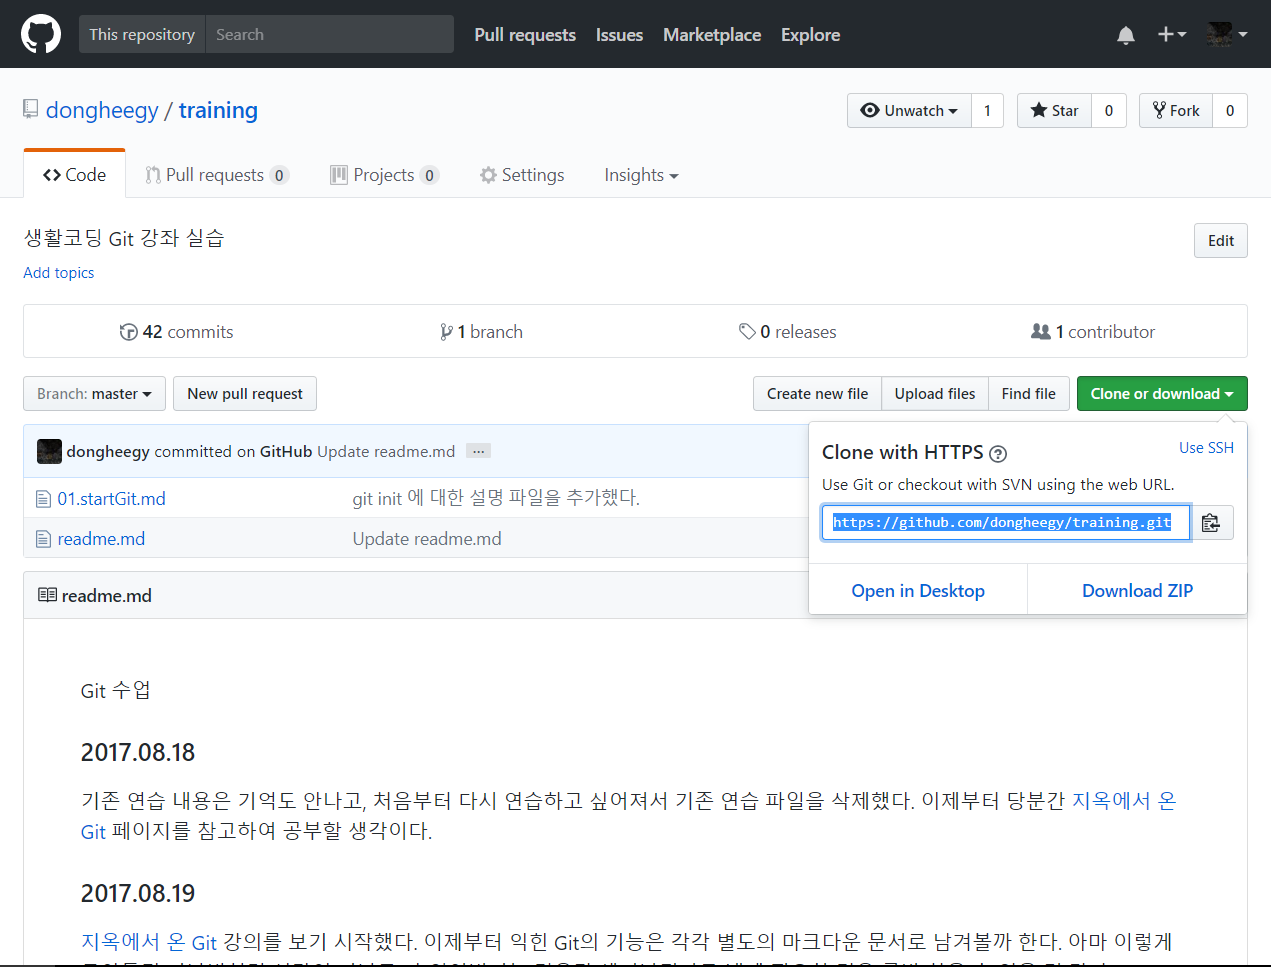 This repository Search Pull requests Issues Marketplace Explore
dongheegy / training Unwatch 1 Star 0 Fork 0
Code Pull requests 0 Projects 0 Settings Insights
생활코딩 Git 강좌 실습 Edit
Add topics
42 commits 1 branch 0 releases 1 contributor
Branch: master New pull request Create new file Upload files Find file Clone or download
dongheegy committed on GitHub Update readme.md ...
01.startGit.md git init 에 대한 설명 파일을 추가했다.
readme.md Update readme.md
Clone with HTTPS ? Use SSH
Use Git or checkout with SVN using the web URL.
https://github.com/dongheegy/training.git
Open in Desktop Download ZIP
readme.md
Git 수업
2017.08.18
기존 연습 내용은 기억도 안나고, 처음부터 다시 연습하고 싶어져서 기존 연습 파일을 삭제했다. 이제부터 당분간 지옥에서 온
Git 페이지를 참고하여 공부할 생각이다.
2017.08.19
지옥에서 온 Git 강의를 보기 시작했다. 이제부터 익힌 Git의 기능은 각각 별도의 마크다운 문서로 남겨볼까 한다. 아마 이렇게